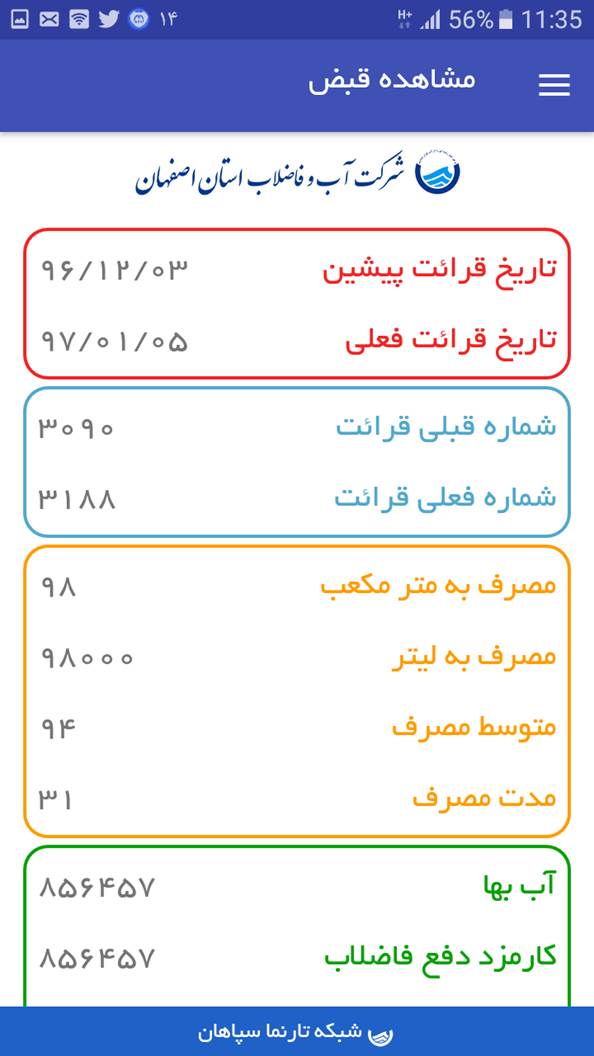 ۱۴ H+ 56% 11:35
مشاهده قبض
شرکت آب و فاضلاب استان اصفهان
تاریخ قرائت پیشین ۹۶/۱۲/۰۳
تاریخ قرائت فعلی ۹۷/۰۱/۰۵
شماره قبلی قرائت ۳۰۹۰
شماره فعلی قرائت ۳۱۸۸
مصرف به متر مکعب ۹۸
مصرف به لیتر ۹۸۰۰۰
متوسط مصرف ۹۴
مدت مصرف ۳۱
آب بها ۸۵۶۴۵۷
کارمزد دفع فاضلاب ۸۵۶۴۵۷
شبکه تارنما سپاهان